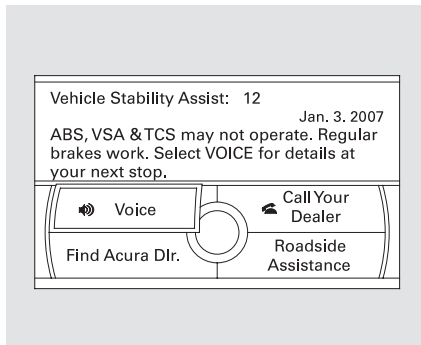 Vehicle Stability Assist: 12
Jan. 3. 2007
ABS, VSA & TCS may not operate. Regular
brakes work. Select VOICE for details at
your next stop.
Voice
Call Your
Dealer
Find Acura Dlr.
Roadside
Assistance